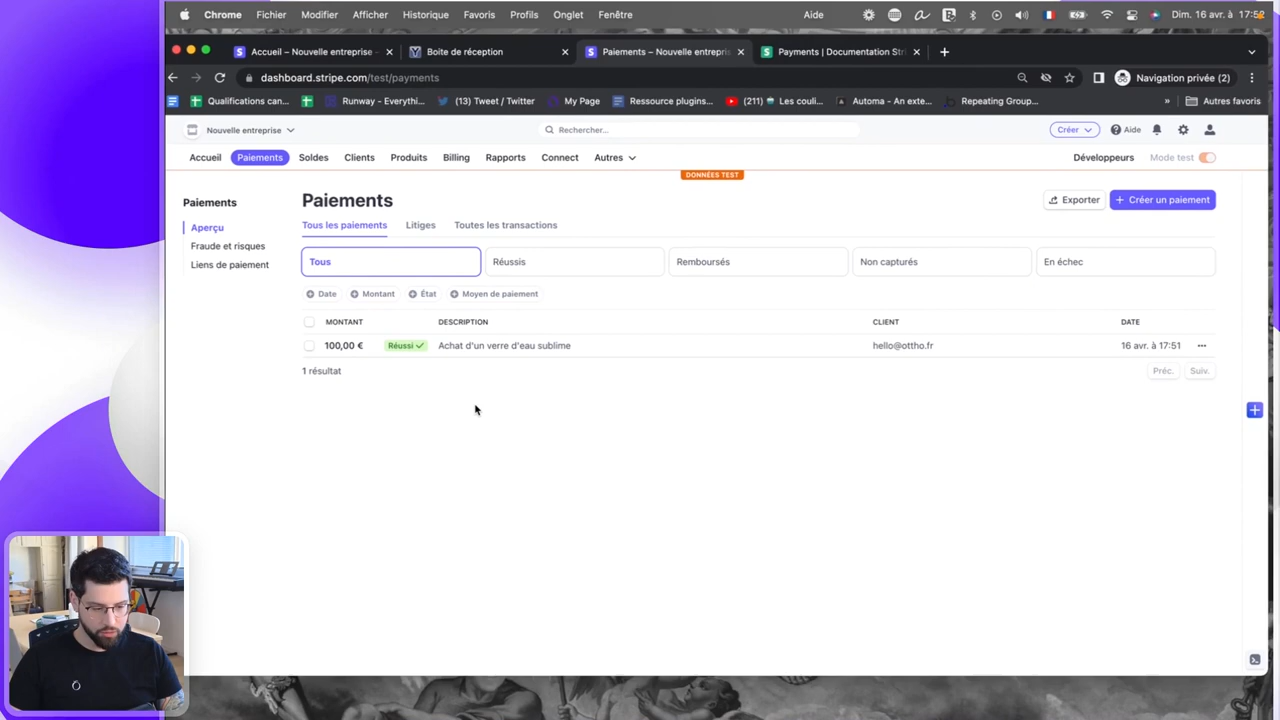 Chrome Fichier Modifier Afficher Historique Favoris Profils Onglet Fenêtre Aide Dim. 16 avr. à 17:52
Accueil – Nouvelle entreprise – Boite de réception Paiements – Nouvelle entrepri Payments | Documentation Str
dashboard.stripe.com/test/payments Navigation privée (2)
Qualifications can... Runway - Everythi... (13) Tweet / Twitter My Page Ressource plugins... (211) Les couli... Automa - An exte... Repeating Group... » Autres favoris
Nouvelle entreprise Rechercher... Créer Aide
Accueil Paiements Soldes Clients Produits Billing Rapports Connect Autres Développeurs Mode test
DONNÉES TEST
Paiements
Aperçu
Fraude et risques
Liens de paiement
Paiements
Exporter + Créer un paiement
Tous les paiements Litiges Toutes les transactions
Tous Réussis Remboursés Non capturés En échec
Date Montant État Moyen de paiement
MONTANT DESCRIPTION CLIENT DATE
100,00 € Réussi Achat d'un verre d'eau sublime hello@ottho.fr 16 avr. à 17:51
1 résultat Préc. Suiv.